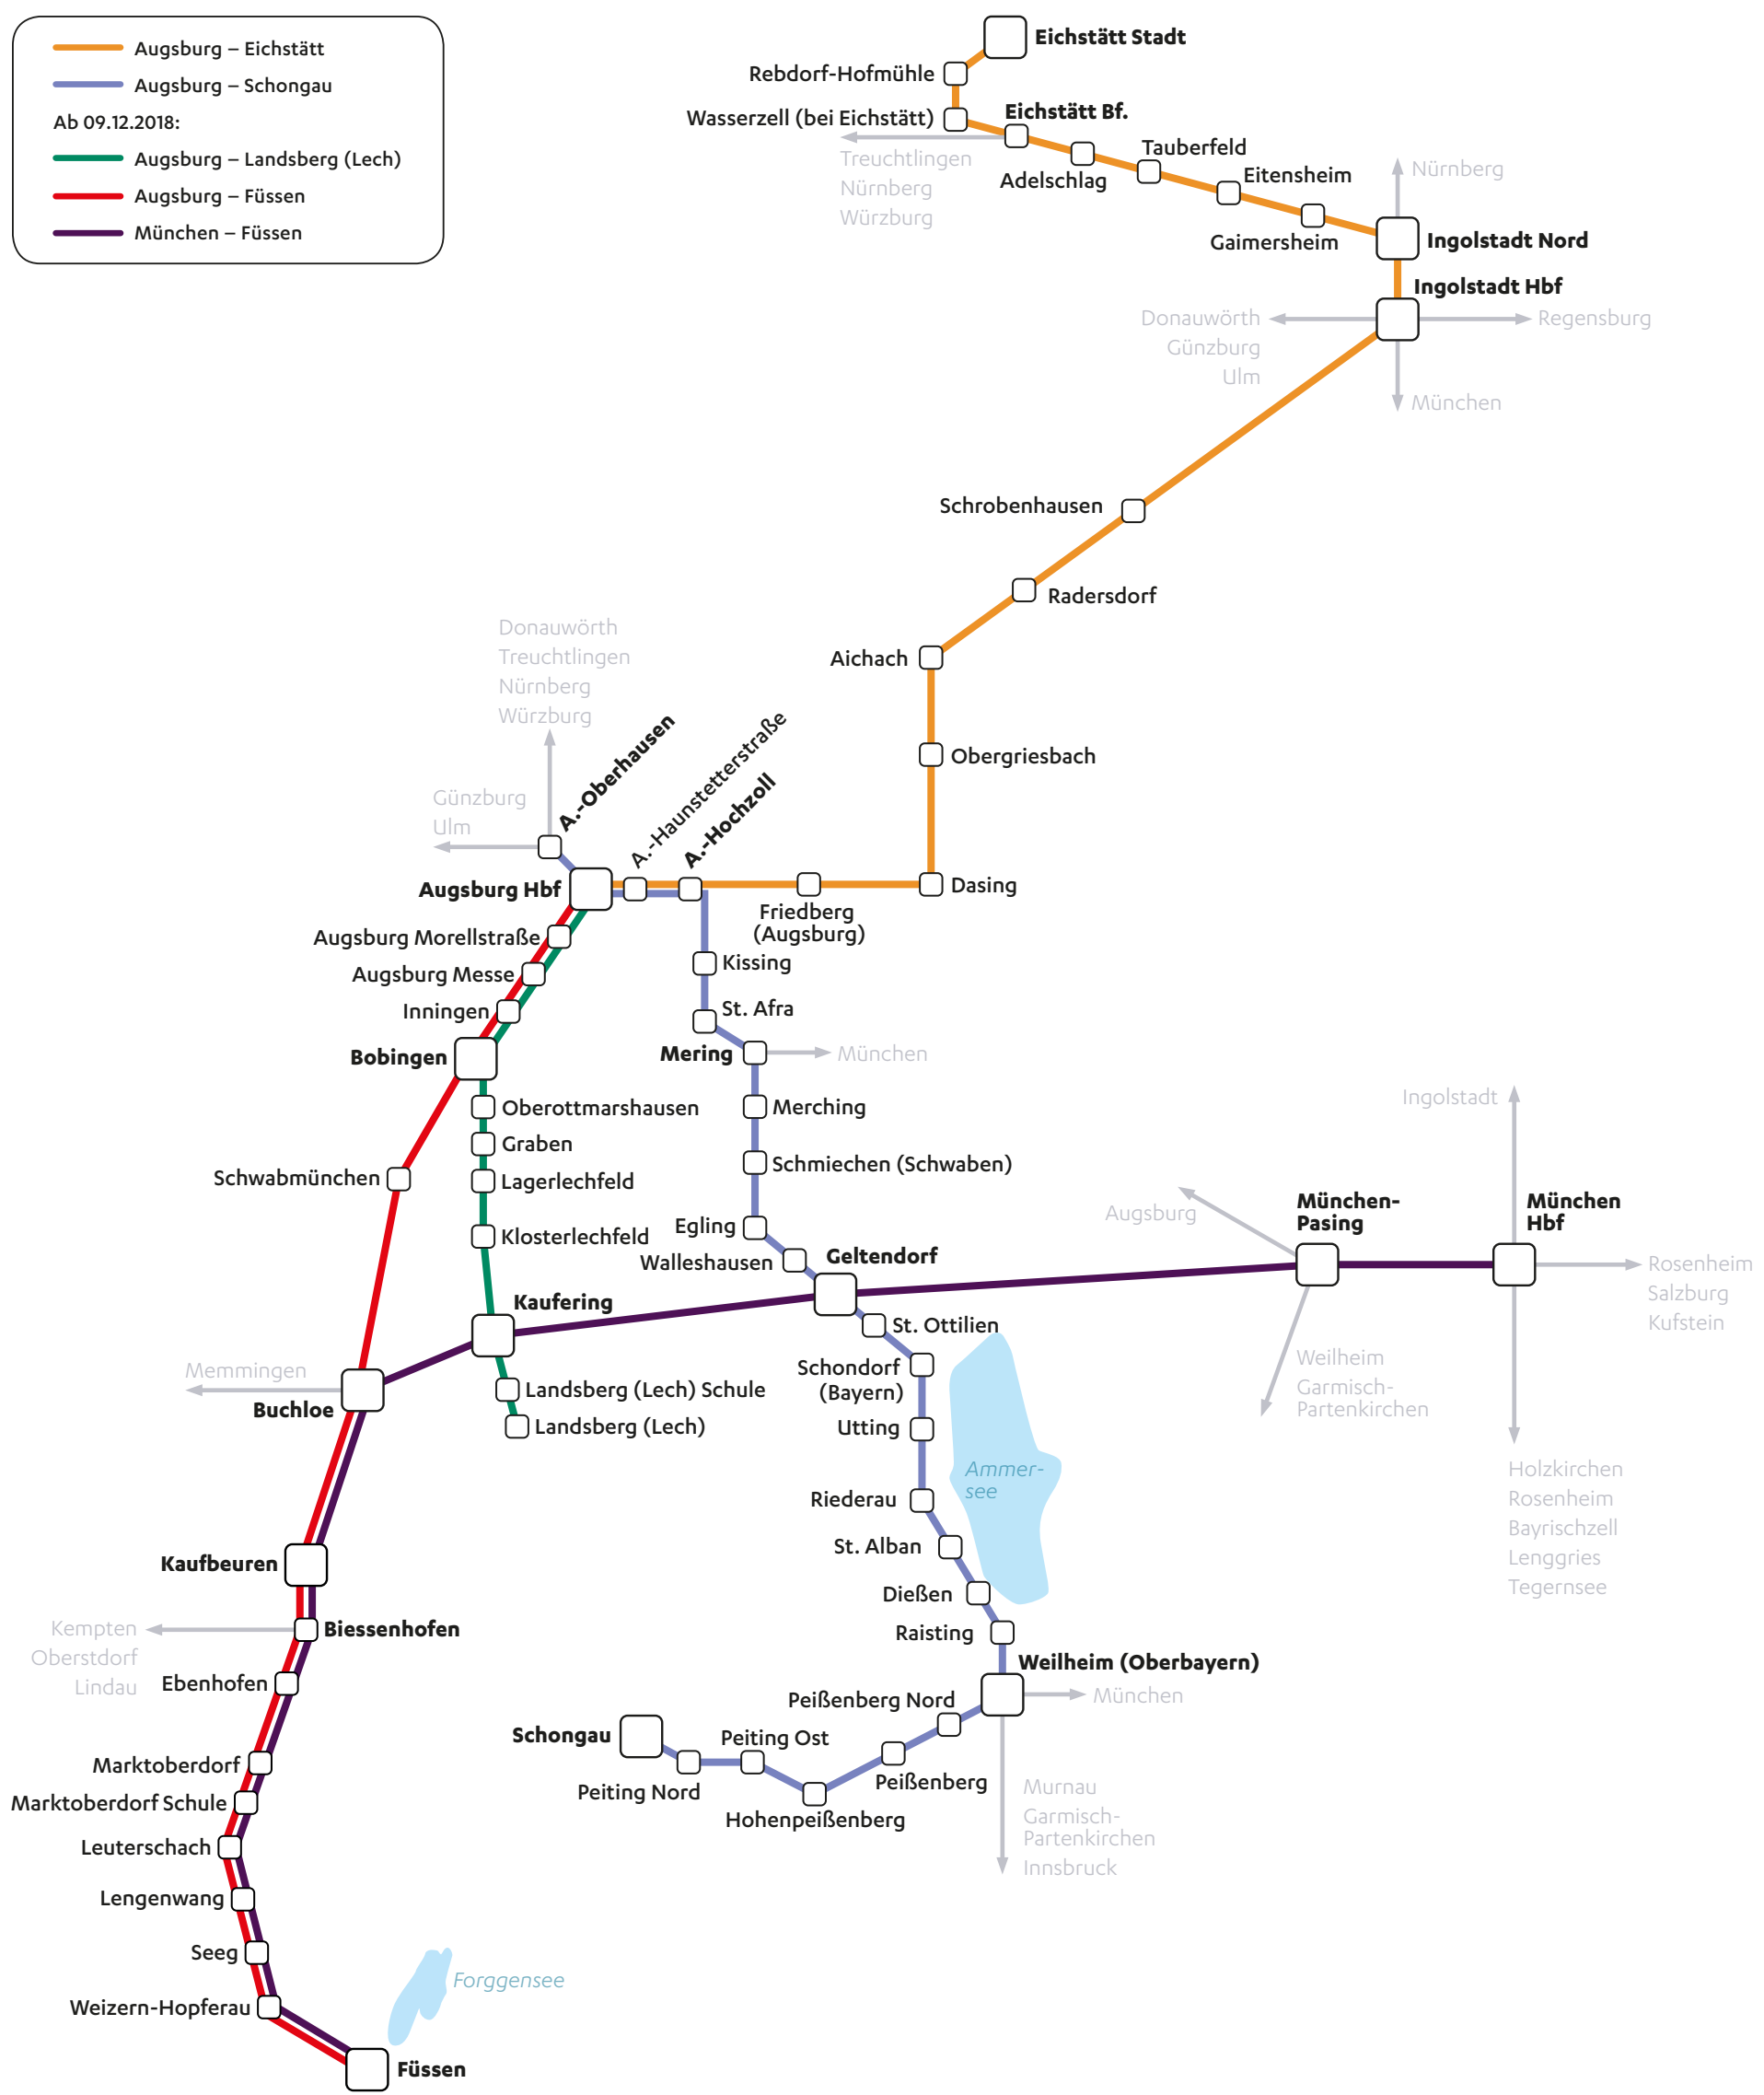 Augsburg – Eichstätt
Augsburg – Schongau
Ab 09.12.2018:
Augsburg – Landsberg (Lech)
Augsburg – Füssen
München – Füssen
Eichstätt Stadt
Rebdorf-Hofmühle
Wasserzell (bei Eichstätt)
Eichstätt Bf.
Treuchtlingen
Nürnberg
Würzburg
Adelschlag
Tauberfeld
Eitensheim
Gaimersheim
Nürnberg
Ingolstadt Nord
Ingolstadt Hbf
Donauwörth
Günzburg
Ulm
Regensburg
München
Schrobenhausen
Radersdorf
Aichach
Obergriesbach
Dasing
Donauwörth
Treuchtlingen
Nürnberg
Würzburg
Günzburg
Ulm
A.-Oberhausen
A.-Haunstetterstraße
A.-Hochzoll
Augsburg Hbf
Friedberg
(Augsburg)
Augsburg Morellstraße
Augsburg Messe
Inningen
Bobingen
Kissing
St. Afra
Mering
München
Merching
Schmiechen (Schwaben)
Egling
Walleshausen
Geltendorf
Oberottmarshausen
Graben
Lagerlechfeld
Klosterlechfeld
Kaufering
Schwabmünchen
Memmingen
Buchloe
Landsberg (Lech) Schule
Landsberg (Lech)
Ingolstadt
Augsburg
München-
Pasing
München
Hbf
Rosenheim
Salzburg
Kufstein
Weilheim
Garmisch-
Partenkirchen
Holzkirchen
Rosenheim
Bayrischzell
Lenggries
Tegernsee
St. Ottilien
Schondorf
(Bayern)
Utting
Ammer-
see
Riederau
St. Alban
Dießen
Raisting
Weilheim (Oberbayern)
München
Peißenberg Nord
Peißenberg
Hohenpeißenberg
Peiting Ost
Peiting Nord
Schongau
Murnau
Garmisch-
Partenkirchen
Innsbruck
Kaufbeuren
Biessenhofen
Kempten
Oberstdorf
Lindau
Ebenhofen
Marktoberdorf
Marktoberdorf Schule
Leuterschach
Lengenwang
Seeg
Weizern-Hopferau
Forggensee
Füssen